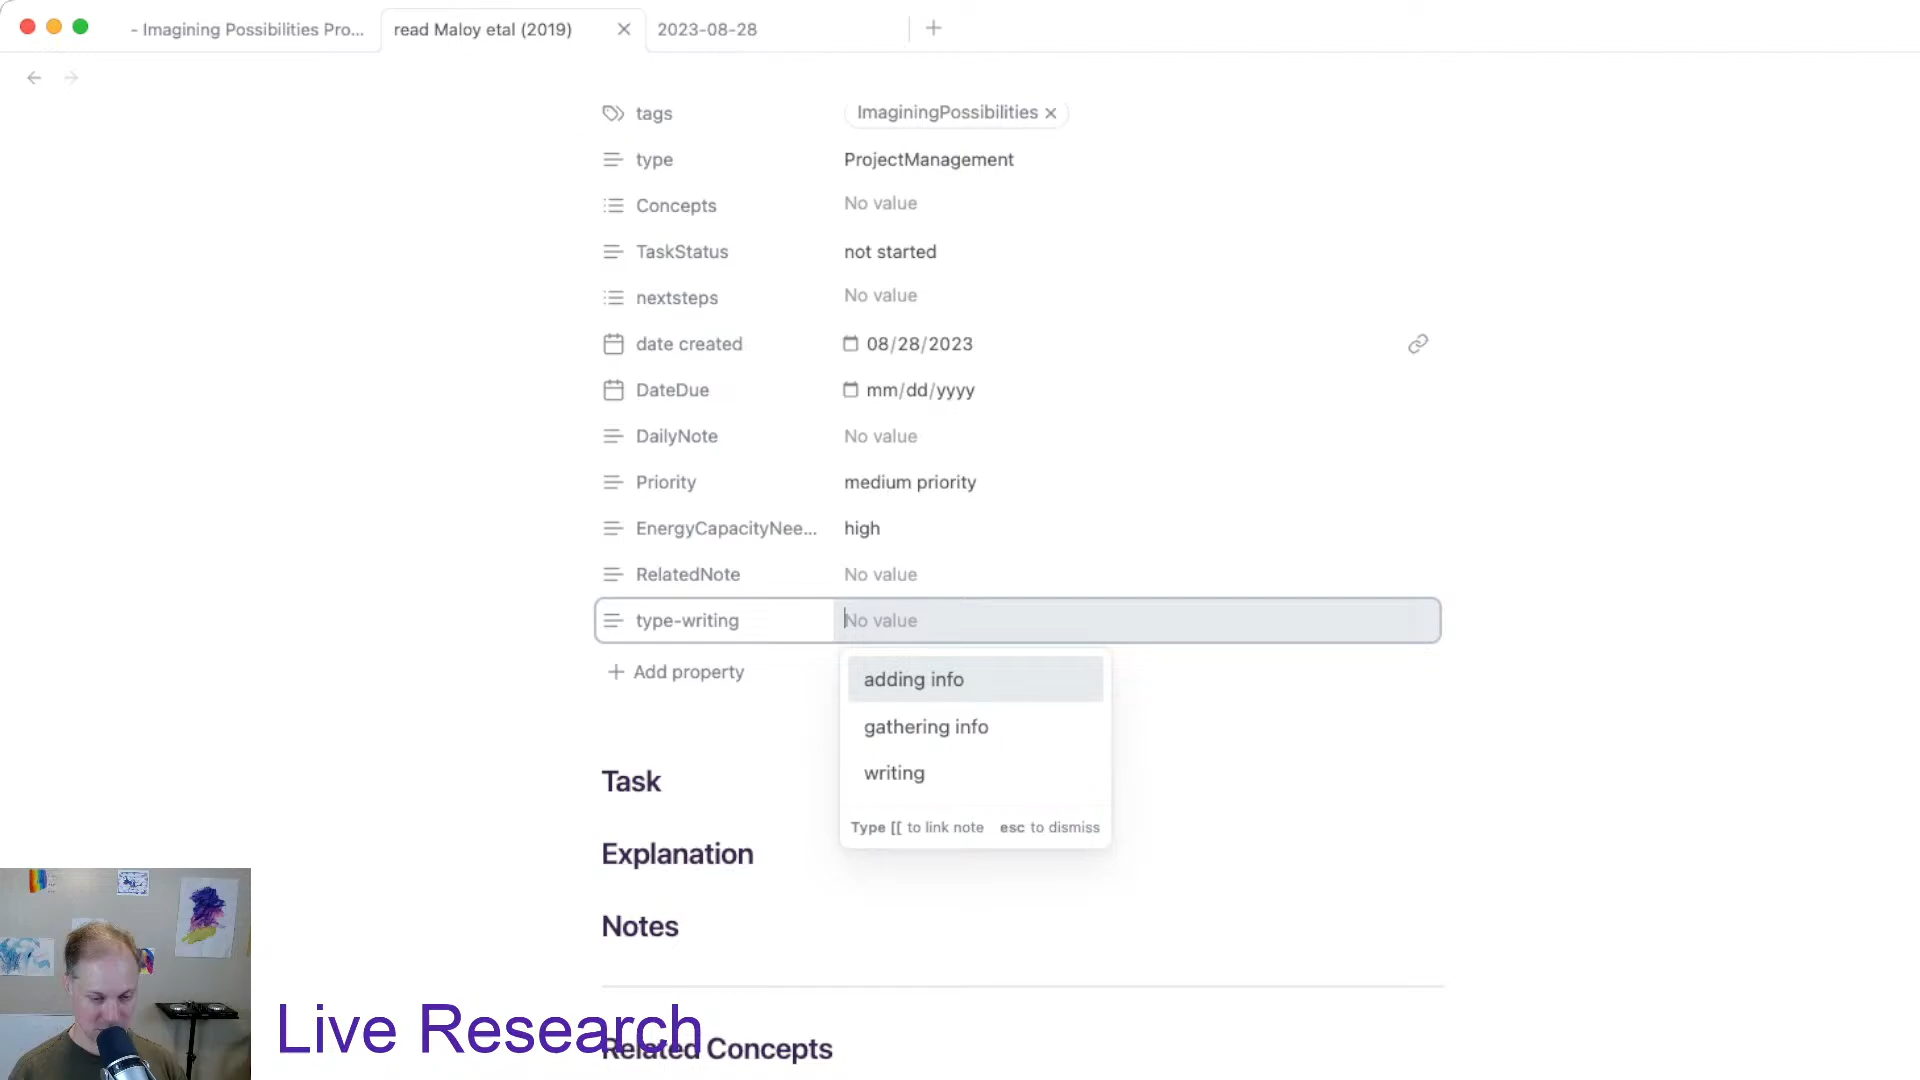 - Imagining Possibilities Pro...
read Maloy etal (2019)
2023-08-28
tags ImaginingPossibilities
type ProjectManagement
Concepts No value
TaskStatus not started
nextsteps No value
date created 08/28/2023
DateDue mm/dd/yyyy
DailyNote No value
Priority medium priority
EnergyCapacityNee... high
RelatedNote No value
type-writing No value
Add property
adding info
gathering info
writing
Type [[ to link note esc to dismiss
Task
Explanation
Notes
Live Research
Related Concepts